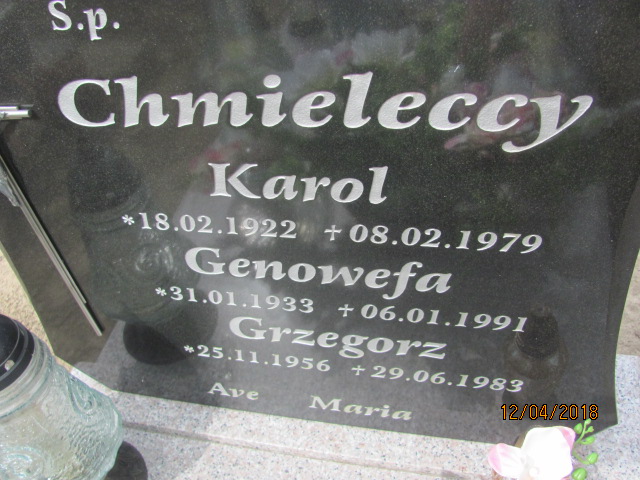 S.p.
Chmieleccy
Karol
*18.02.1922 +08.02.1979
Genowefa
*31.01.1933 +06.01.1991
Grzegorz
*25.11.1956 +29.06.1983
Ave Maria
12/04/2018